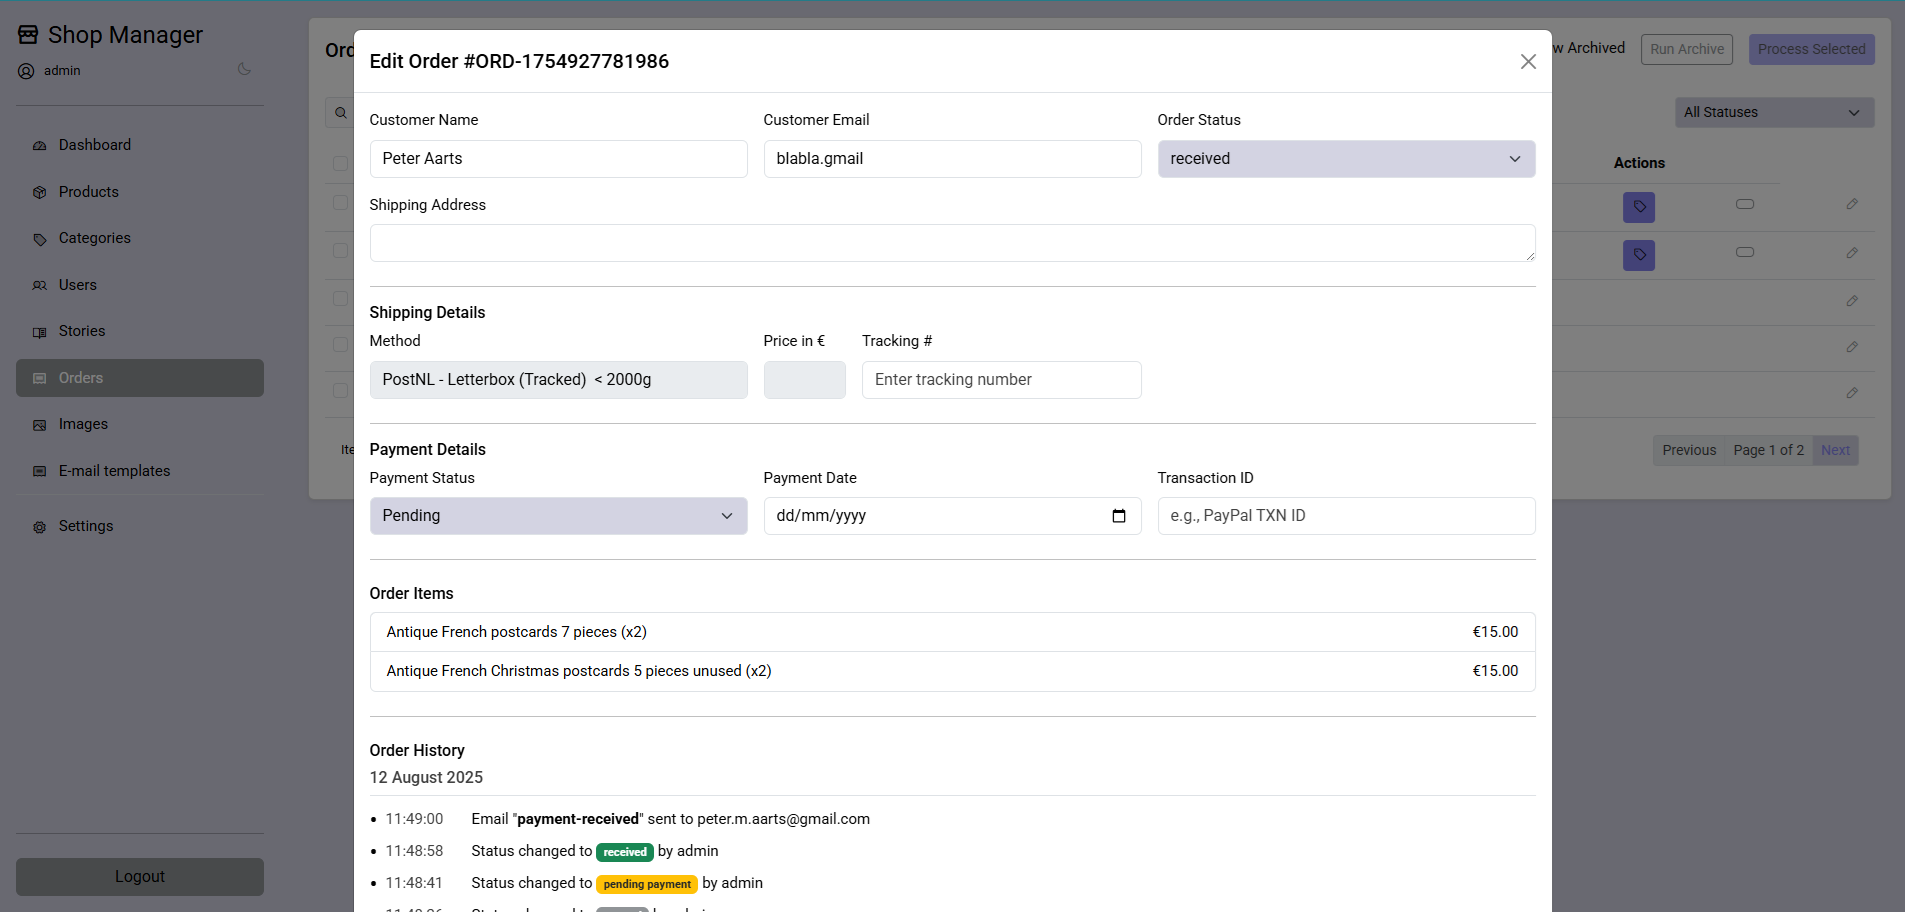 Shop Manager
admin
Dashboard
Products
Categories
Users
Stories
Orders
Images
E-mail templates
Settings
Logout
Archived
Run Archive
Process Selected
All Statuses
Actions
Previous
Page 1 of 2
Next
Edit Order #ORD-1754927781986
Customer Name
Customer Email
Order Status
Peter Aarts
blabla.gmail
received
Shipping Address
Shipping Details
Method
Price in €
Tracking #
PostNL - Letterbox (Tracked) < 2000g
Enter tracking number
Payment Details
Payment Status
Payment Date
Transaction ID
Pending
dd/mm/yyyy
e.g., PayPal TXN ID
Order Items
Antique French postcards 7 pieces (x2) €15.00
Antique French Christmas postcards 5 pieces unused (x2) €15.00
Order History
12 August 2025
11:49:00 Email "payment-received" sent to peter.m.aarts@gmail.com
11:48:58 Status changed to received by admin
11:48:41 Status changed to pending payment by admin